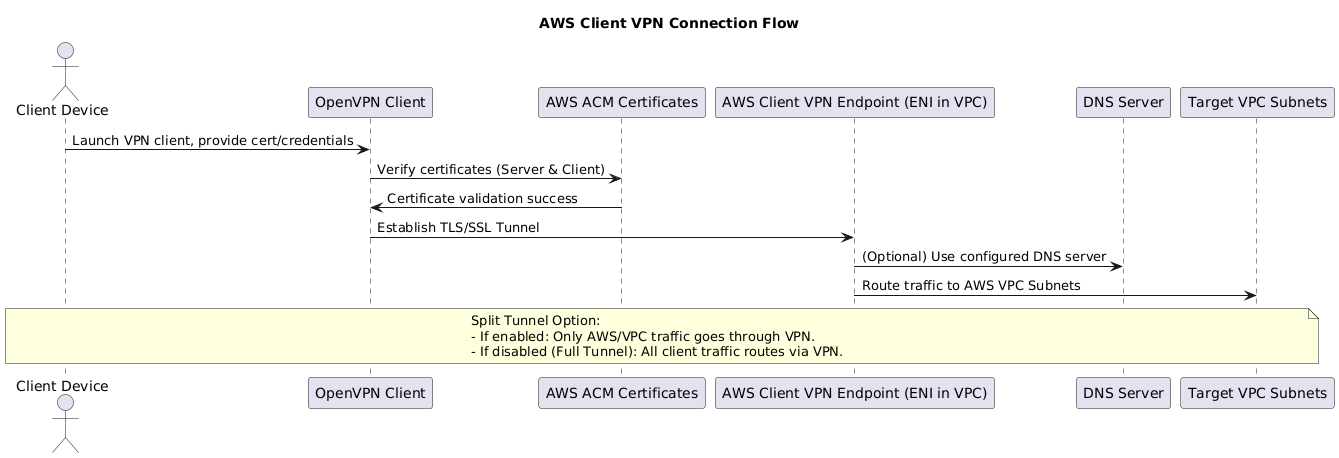 AWS Client VPN Connection Flow
Client Device
OpenVPN Client
AWS ACM Certificates
AWS Client VPN Endpoint (ENI in VPC)
DNS Server
Target VPC Subnets
Launch VPN client, provide cert/credentials
Verify certificates (Server & Client)
Certificate validation success
Establish TLS/SSL Tunnel
(Optional) Use configured DNS server
Route traffic to AWS VPC Subnets
Split Tunnel Option:
- If enabled: Only AWS/VPC traffic goes through VPN.
- If disabled (Full Tunnel): All client traffic routes via VPN.
Client Device
OpenVPN Client
AWS ACM Certificates
AWS Client VPN Endpoint (ENI in VPC)
DNS Server
Target VPC Subnets